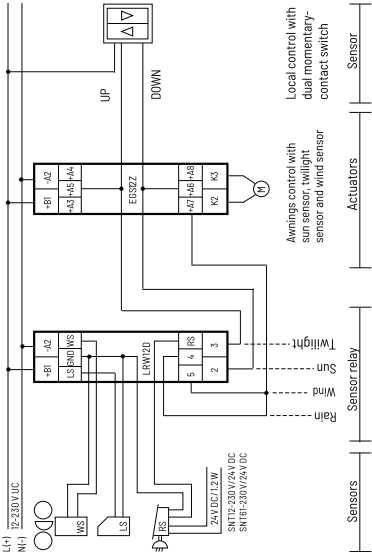 Local control with
dual momentary-
contact switch
Sensor
UP
DOWN
Awnings control with
sun sensor, twilight
sensor and wind sensor
Actuators
-A2
+A4
+A5
+B1
+A3
EGS12Z
+A8
+A6
+A7
K3
K2
M
-A2
WS
GND
+B1
LS
LRW12D
RS
4
5
3
2
Twilight
Sun
Wind
Rain
Sensor relay
L(+)
N(-)
12-230 V UC
WS
LS
RS
24V DC/1.2 W
SNT12-230 V/24 V DC
SNT61-230 V/24 V DC
Sensors